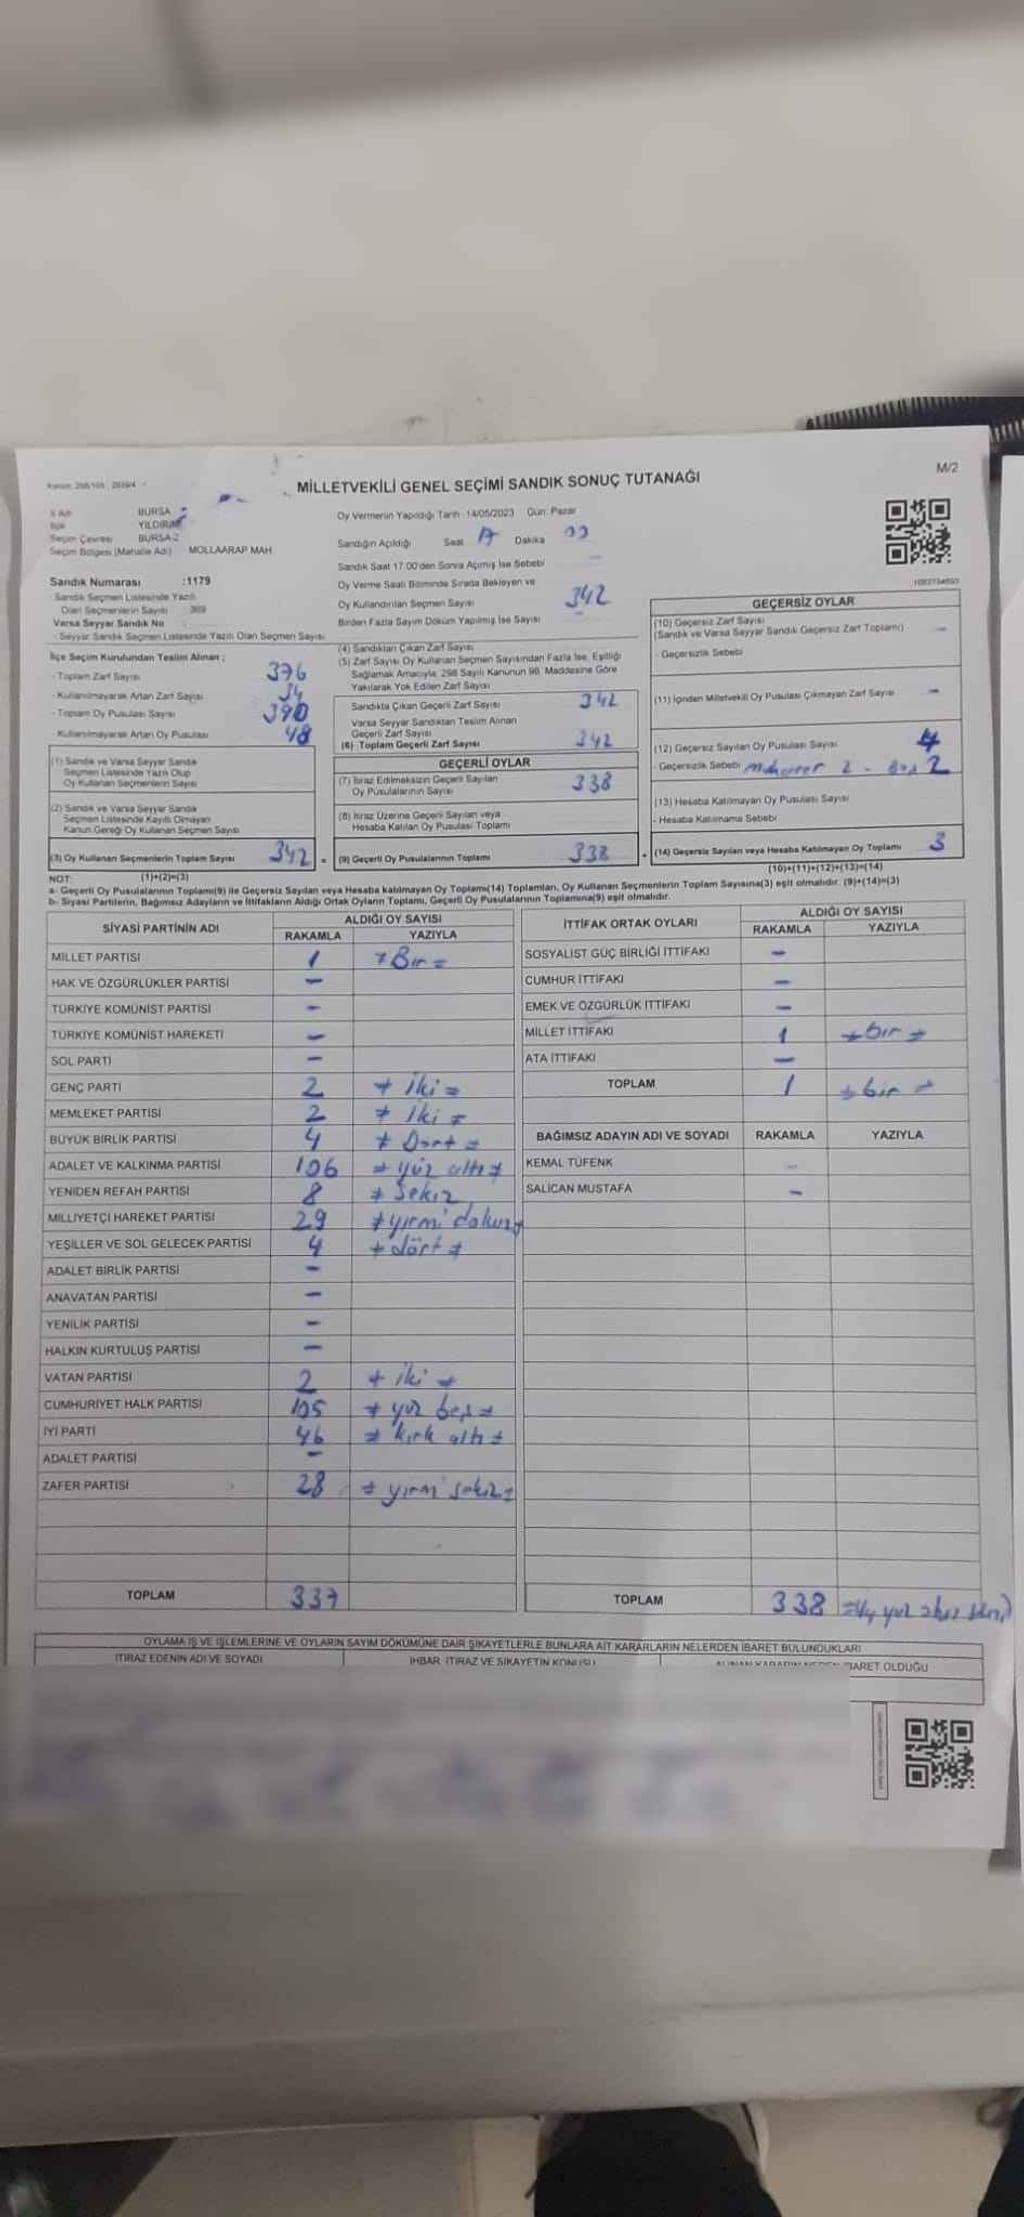 M/2
MİLLETVEKİLİ GENEL SEÇİMİ SANDIK SONUÇ TUTANAĞI
İl Adı BURSA
İlçe YILDIRIM
Seçim Çevresi BURSA-2
Seçim Bölgesi (Mahalle Adı) MOLLAARAP MAH.
Sandık Numarası :1179
Sandık Seçmen Listesinde Yazılı
Olan Seçmenlerin Sayısı 369
Varsa Seyyar Sandık No
- Seyyar Sandık Seçmen Listesinde Yazılı Olan Seçmen Sayısı
İlçe Seçim Kurulundan Teslim Alınan ;
- Toplam Zarf Sayısı 376
- Kullanılmayarak Artan Zarf Sayısı 34
- Toplam Oy Pusulası Sayısı 390
Kullanılmayarak Artan Oy Pusulası 48
(1) Sandık ve Varsa Seyyar Sandık
Seçmen Listesinde Yazılı Olup
Oy Kullanan Seçmenlerin Sayısı
(2) Sandık ve Varsa Seyyar Sandık
Seçmen Listesinde Kayıtlı Olmayan
Kanun Gereği Oy Kullanan Seçmen Sayısı
(3) Oy Kullanan Seçmenlerin Toplam Sayısı 342 =
Oy Vermenin Yapıldığı Tarih 14/05/2023 Gün: Pazar
Sandığın Açıldığı Saat Dakika
Sandık Saat 17.00'den Sonra Açmış İse Sebebi
Oy Verme Saati Bitiminde Sırada Bekleyen ve
Oy Kullandırılan Seçmen Sayısı 342
Birden Fazla Sayım Döküm Yapılmış İse Sayısı
(4) Sandıktan Çıkan Zarf Sayısı
(5) Zarf Sayısı Oy Kullanan Seçmen Sayısından Fazla İse, Eşitliği
Sağlamak Amacıyla, 298 Sayılı Kanunun 98. Maddesine Göre
Yakılarak Yok Edilen Zarf Sayısı
Sandıkta Çıkan Geçerli Zarf Sayısı 342
Varsa Seyyar Sandıktan Teslim Alınan
Geçerli Zarf Sayısı
(6) Toplam Geçerli Zarf Sayısı 342
GEÇERLİ OYLAR
(7) İtiraz Edilmeksizin Geçerli Sayılan
Oy Pusulalarının Sayısı 338
(8) İtiraz Üzerine Geçerli Sayılan veya
Hesaba Katılan Oy Pusulası Toplamı
(9) Geçerli Oy Pusulalarının Toplamı 338 +
GEÇERSİZ OYLAR
(10) Geçersiz Zarf Sayısı
(Sandık ve Varsa Seyyar Sandık Geçersiz Zarf Toplamı) -
- Geçersizlik Sebebi
(11) İçinden Milletvekili Oy Pusulası Çıkmayan Zarf Sayısı -
(12) Geçersiz Sayılan Oy Pusulası Sayısı 4
- Geçersizlik Sebebi 2 - Boş 2
(13) Hesaba Katılmayan Oy Pusulası Sayısı
- Hesaba Katılmama Sebebi
(14) Geçersiz Sayılan veya Hesaba Katılmayan Oy Toplamı 3
(10)+(11)+(12)+(13)=(14)
NOT: (1)+(2)=(3)
a- Geçerli Oy Pusulalarının Toplamı(9) ile Geçersiz Sayılan veya Hesaba katılmayan Oy Toplamı(14) Toplamları, Oy Kullanan Seçmenlerin Toplam Sayısına(3) eşit olmalıdır. (9)+(14)=(3)
b- Siyasi Partilerin, Bağımsız Adayların ve İttifakların Aldığı Ortak Oyların Toplamı, Geçerli Oy Pusulalarının Toplamına(9) eşit olmalıdır.
SİYASİ PARTİNİN ADI ALDIĞI OY SAYISI
RAKAMLA YAZIYLA
MİLLET PARTİSİ 1 Bir
HAK VE ÖZGÜRLÜKLER PARTİSİ -
TÜRKİYE KOMÜNİST PARTİSİ -
TÜRKİYE KOMÜNİST HAREKETİ -
SOL PARTİ -
GENÇ PARTİ 2 İki
MEMLEKET PARTİSİ 2 İki
BÜYÜK BİRLİK PARTİSİ 4 Dört
ADALET VE KALKINMA PARTİSİ 106 yüz altı
YENİDEN REFAH PARTİSİ 8 Sekiz
MİLLİYETÇİ HAREKET PARTİSİ 29 yirmi dokuz
YEŞİLLER VE SOL GELECEK PARTİSİ 4 dört
ADALET BİRLİK PARTİSİ -
ANAVATAN PARTİSİ -
YENİLİK PARTİSİ -
HALKIN KURTULUŞ PARTİSİ -
VATAN PARTİSİ 2 iki
CUMHURİYET HALK PARTİSİ 105 yüz beş
İYİ PARTİ 46 kırk altı
ADALET PARTİSİ -
ZAFER PARTİSİ 28 yirmi sekiz
TOPLAM 337
İTTİFAK ORTAK OYLARI ALDIĞI OY SAYISI
RAKAMLA YAZIYLA
SOSYALİST GÜÇ BİRLİĞİ İTTİFAKI -
CUMHUR İTTİFAKI -
EMEK VE ÖZGÜRLÜK İTTİFAKI -
MİLLET İTTİFAKI 1 bir
ATA İTTİFAKI -
TOPLAM 1 bir
BAĞIMSIZ ADAYIN ADI VE SOYADI RAKAMLA YAZIYLA
KEMAL TÜFENK -
SALİCAN MUSTAFA -
TOPLAM 338 üç yüz otuz sekiz
OYLAMA İŞ VE İŞLEMLERİNE VE OYLARIN SAYIM DÖKÜMÜNE DAİR ŞİKAYETLERLE BUNLARA AİT KARARLARIN NELERDEN İBARET BULUNDUKLARI
İTİRAZ EDENİN ADI VE SOYADI İHBAR, İTİRAZ VE ŞİKAYETİN KONUSU ALINAN KARARIN NEDEN İBARET OLDUĞU